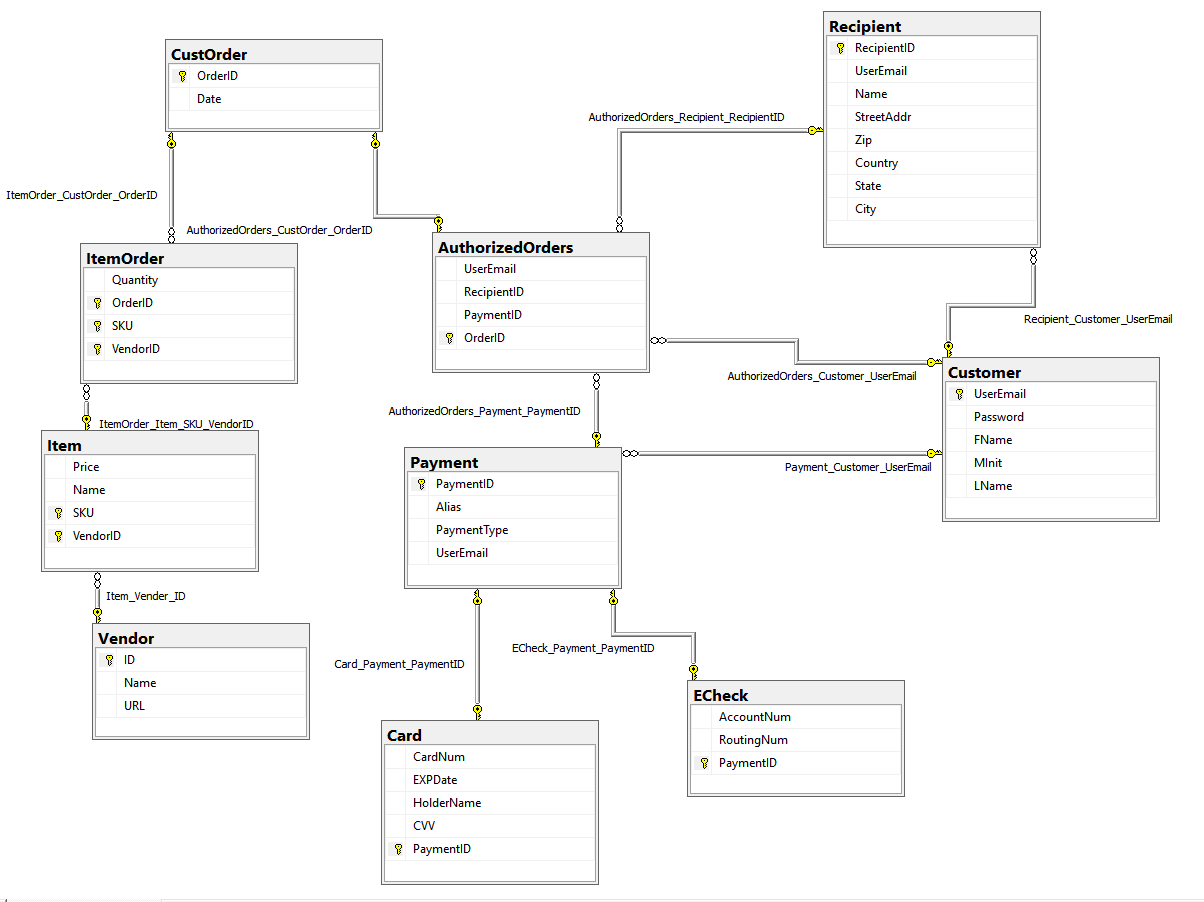 CustOrder
OrderID
Date
Recipient
RecipientID
UserEmail
Name
StreetAddr
Zip
Country
State
City
AuthorizedOrders_Recipient_RecipientID
ItemOrder_CustOrder_OrderID
AuthorizedOrders_CustOrder_OrderID
ItemOrder
Quantity
OrderID
SKU
VendorID
AuthorizedOrders
UserEmail
RecipientID
PaymentID
OrderID
Recipient_Customer_UserEmail
AuthorizedOrders_Customer_UserEmail
Customer
UserEmail
Password
FName
MInit
LName
AuthorizedOrders_Payment_PaymentID
ItemOrder_Item_SKU_VendorID
Item
Price
Name
SKU
VendorID
Payment
PaymentID
Alias
PaymentType
UserEmail
Payment_Customer_UserEmail
Item_Vender_ID
Vendor
ID
Name
URL
Card_Payment_PaymentID
ECheck_Payment_PaymentID
ECheck
AccountNum
RoutingNum
PaymentID
Card
CardNum
EXPDate
HolderName
CVV
PaymentID